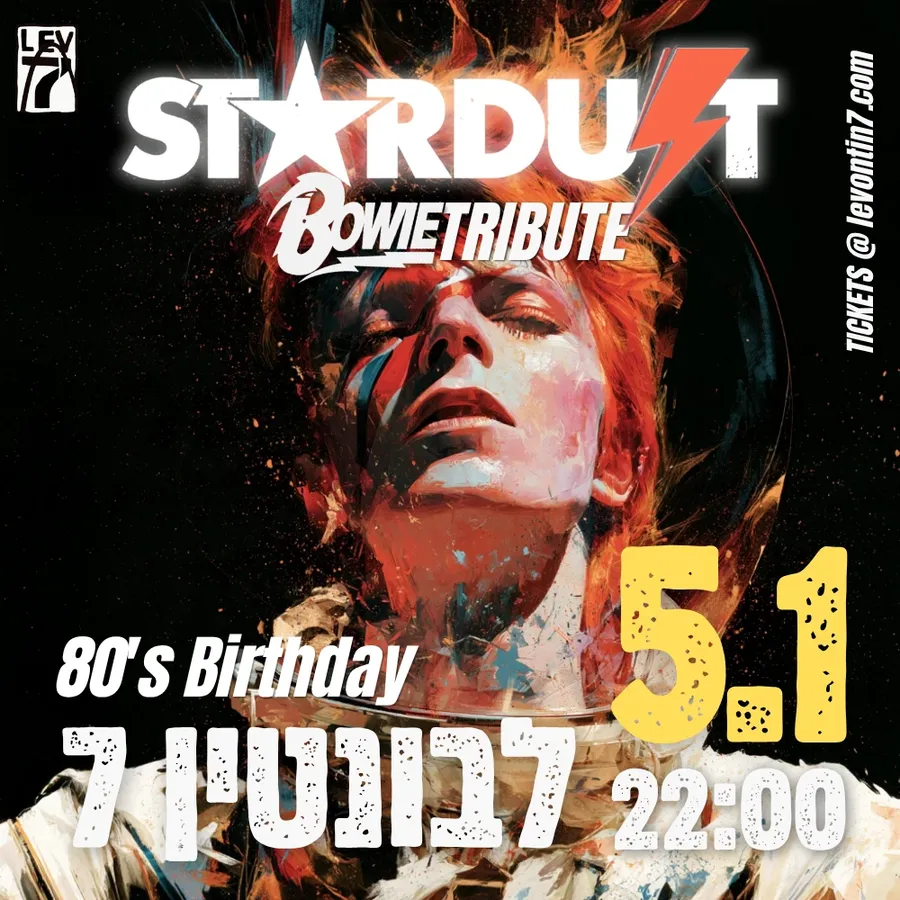 LEV
7
STARDUST
BOWIE TRIBUTE
TICKETS @ levontin7.com
5.1
80's Birthday
לבונטין 7
22:00